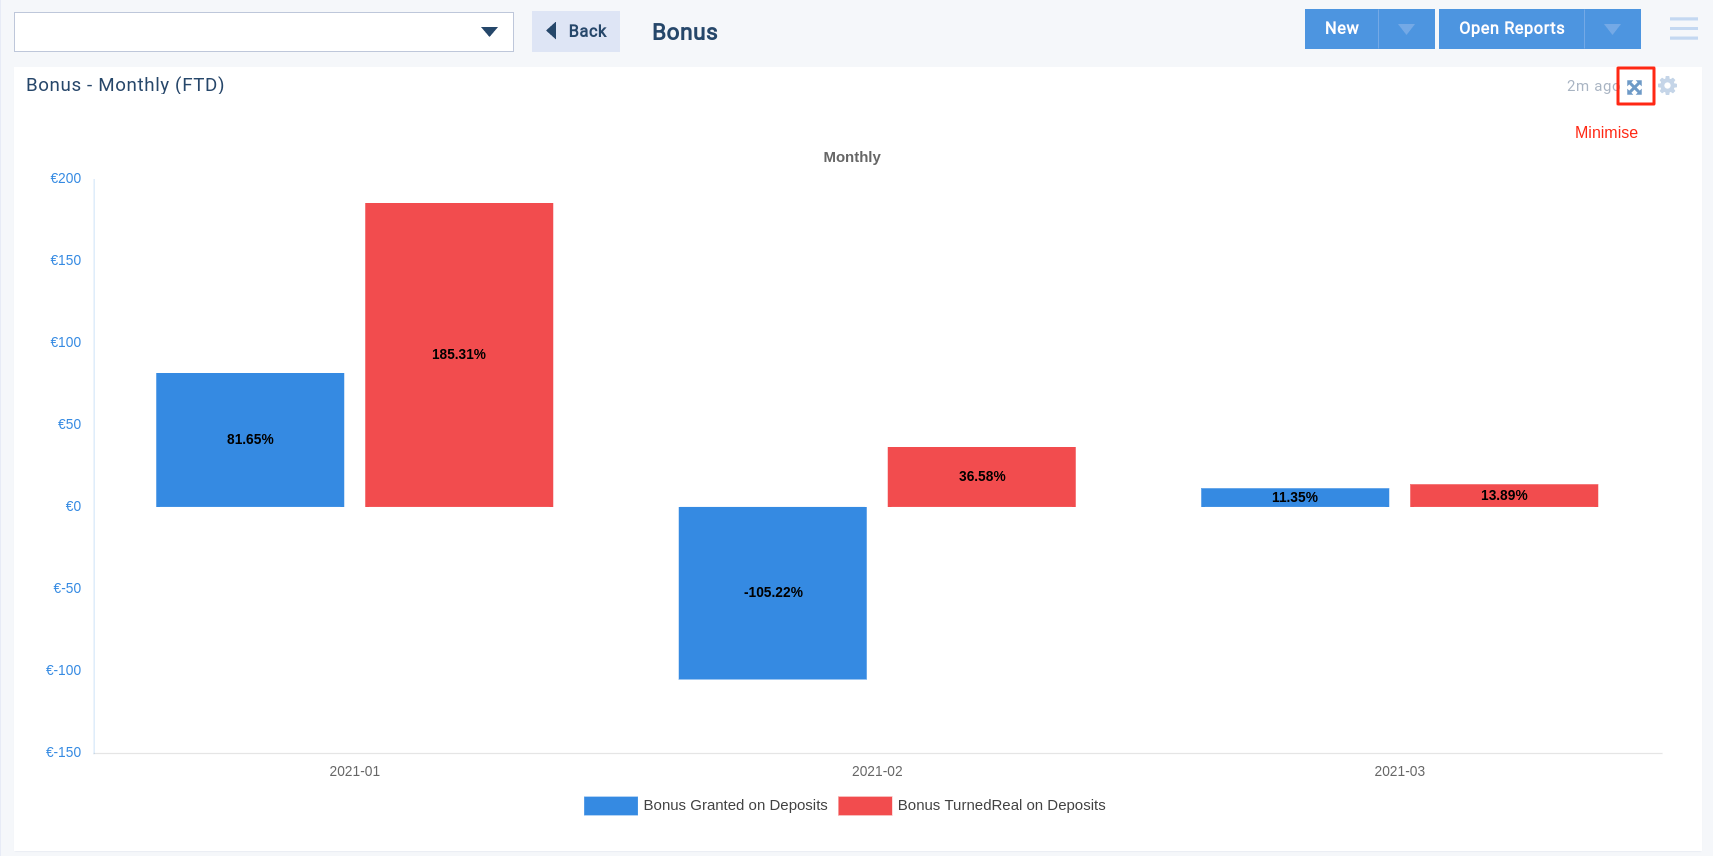 Back
Bonus
New
Open Reports
Bonus - Monthly (FTD)
2m ago
Minimise
Monthly
€200
€150
€100
€50
€0
€-50
€-100
€-150
81.65%
185.31%
-105.22%
36.58%
11.35%
13.89%
2021-01
2021-02
2021-03
Bonus Granted on Deposits
Bonus TurnedReal on Deposits